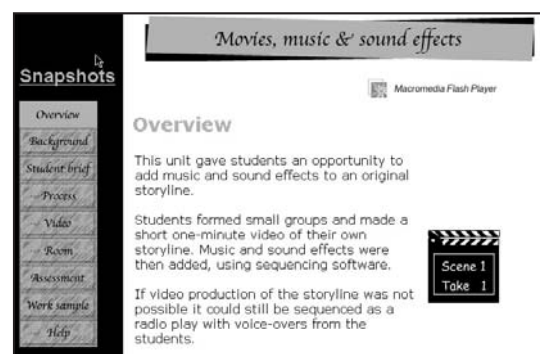 Movies, music & sound effects
Snapshots
Macromedia Flash Player
Overview
Background
Student brief
Process
Video
Room
Assessment
Work sample
Help
Overview
This unit gave students an opportunity to
add music and sound effects to an original
storyline.
Students formed small groups and made a
short one-minute video of their own
storyline. Music and sound effects were
then added, using sequencing software.
If video production of the storyline was not
possible it could still be sequenced as a
radio play with voice-overs from the
students.
Scene 1
Take 1